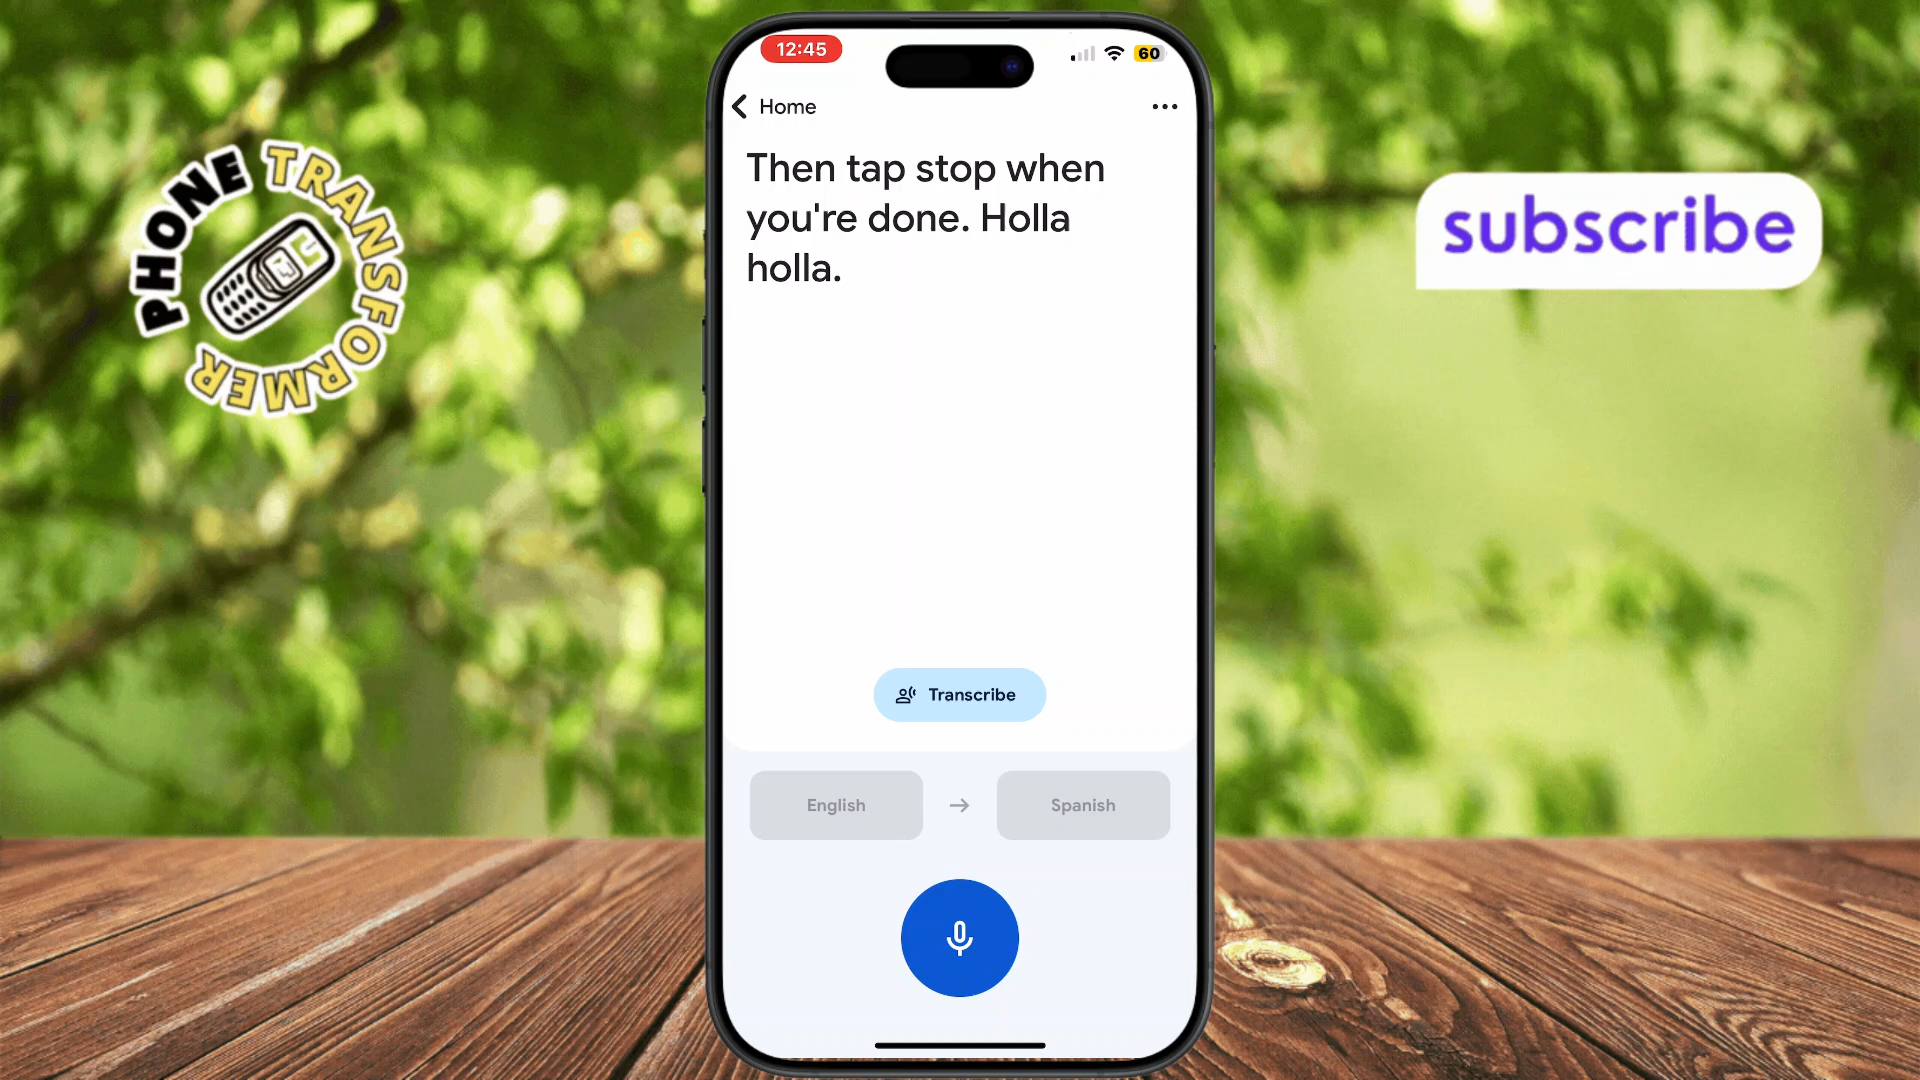 PHONE TRANSFORMER
subscribe
12:45
60
Home
Then tap stop when
you're done. Holla
holla.
Transcribe
English
Spanish